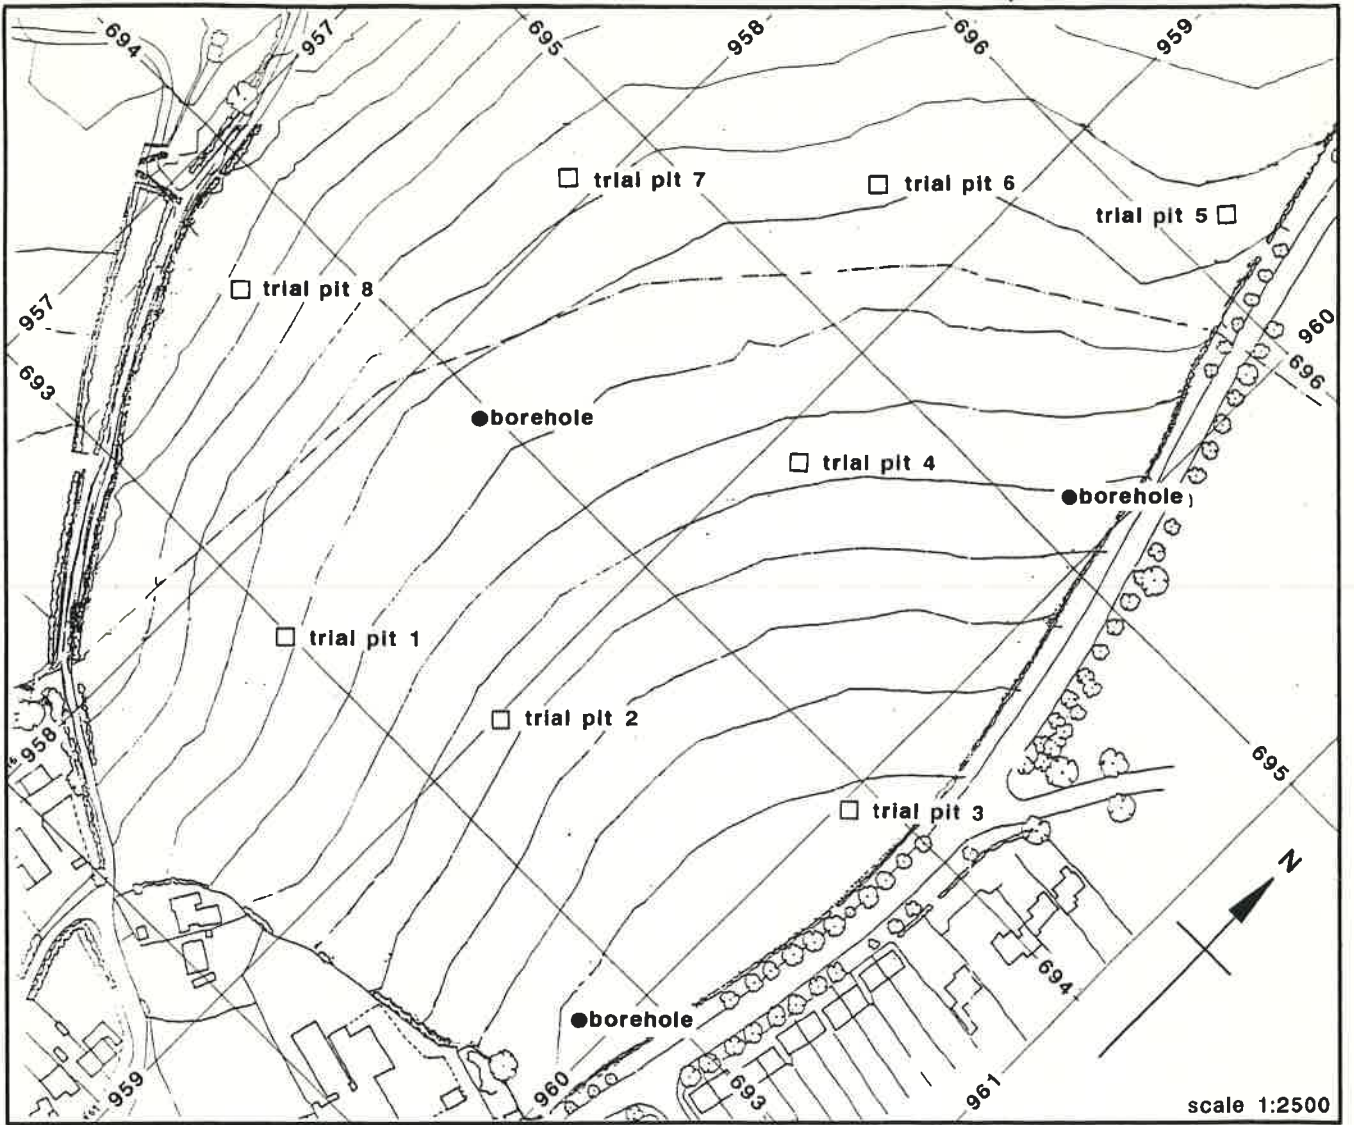 694
957
695
958
696
959
trial pit 7
trial pit 6
trial pit 5
trial pit 8
957
960
696
693
borehole
trial pit 4
borehole
trial pit 1
trial pit 2
958
695
trial pit 3
N
694
borehole
959
960
693
961
scale 1:2500